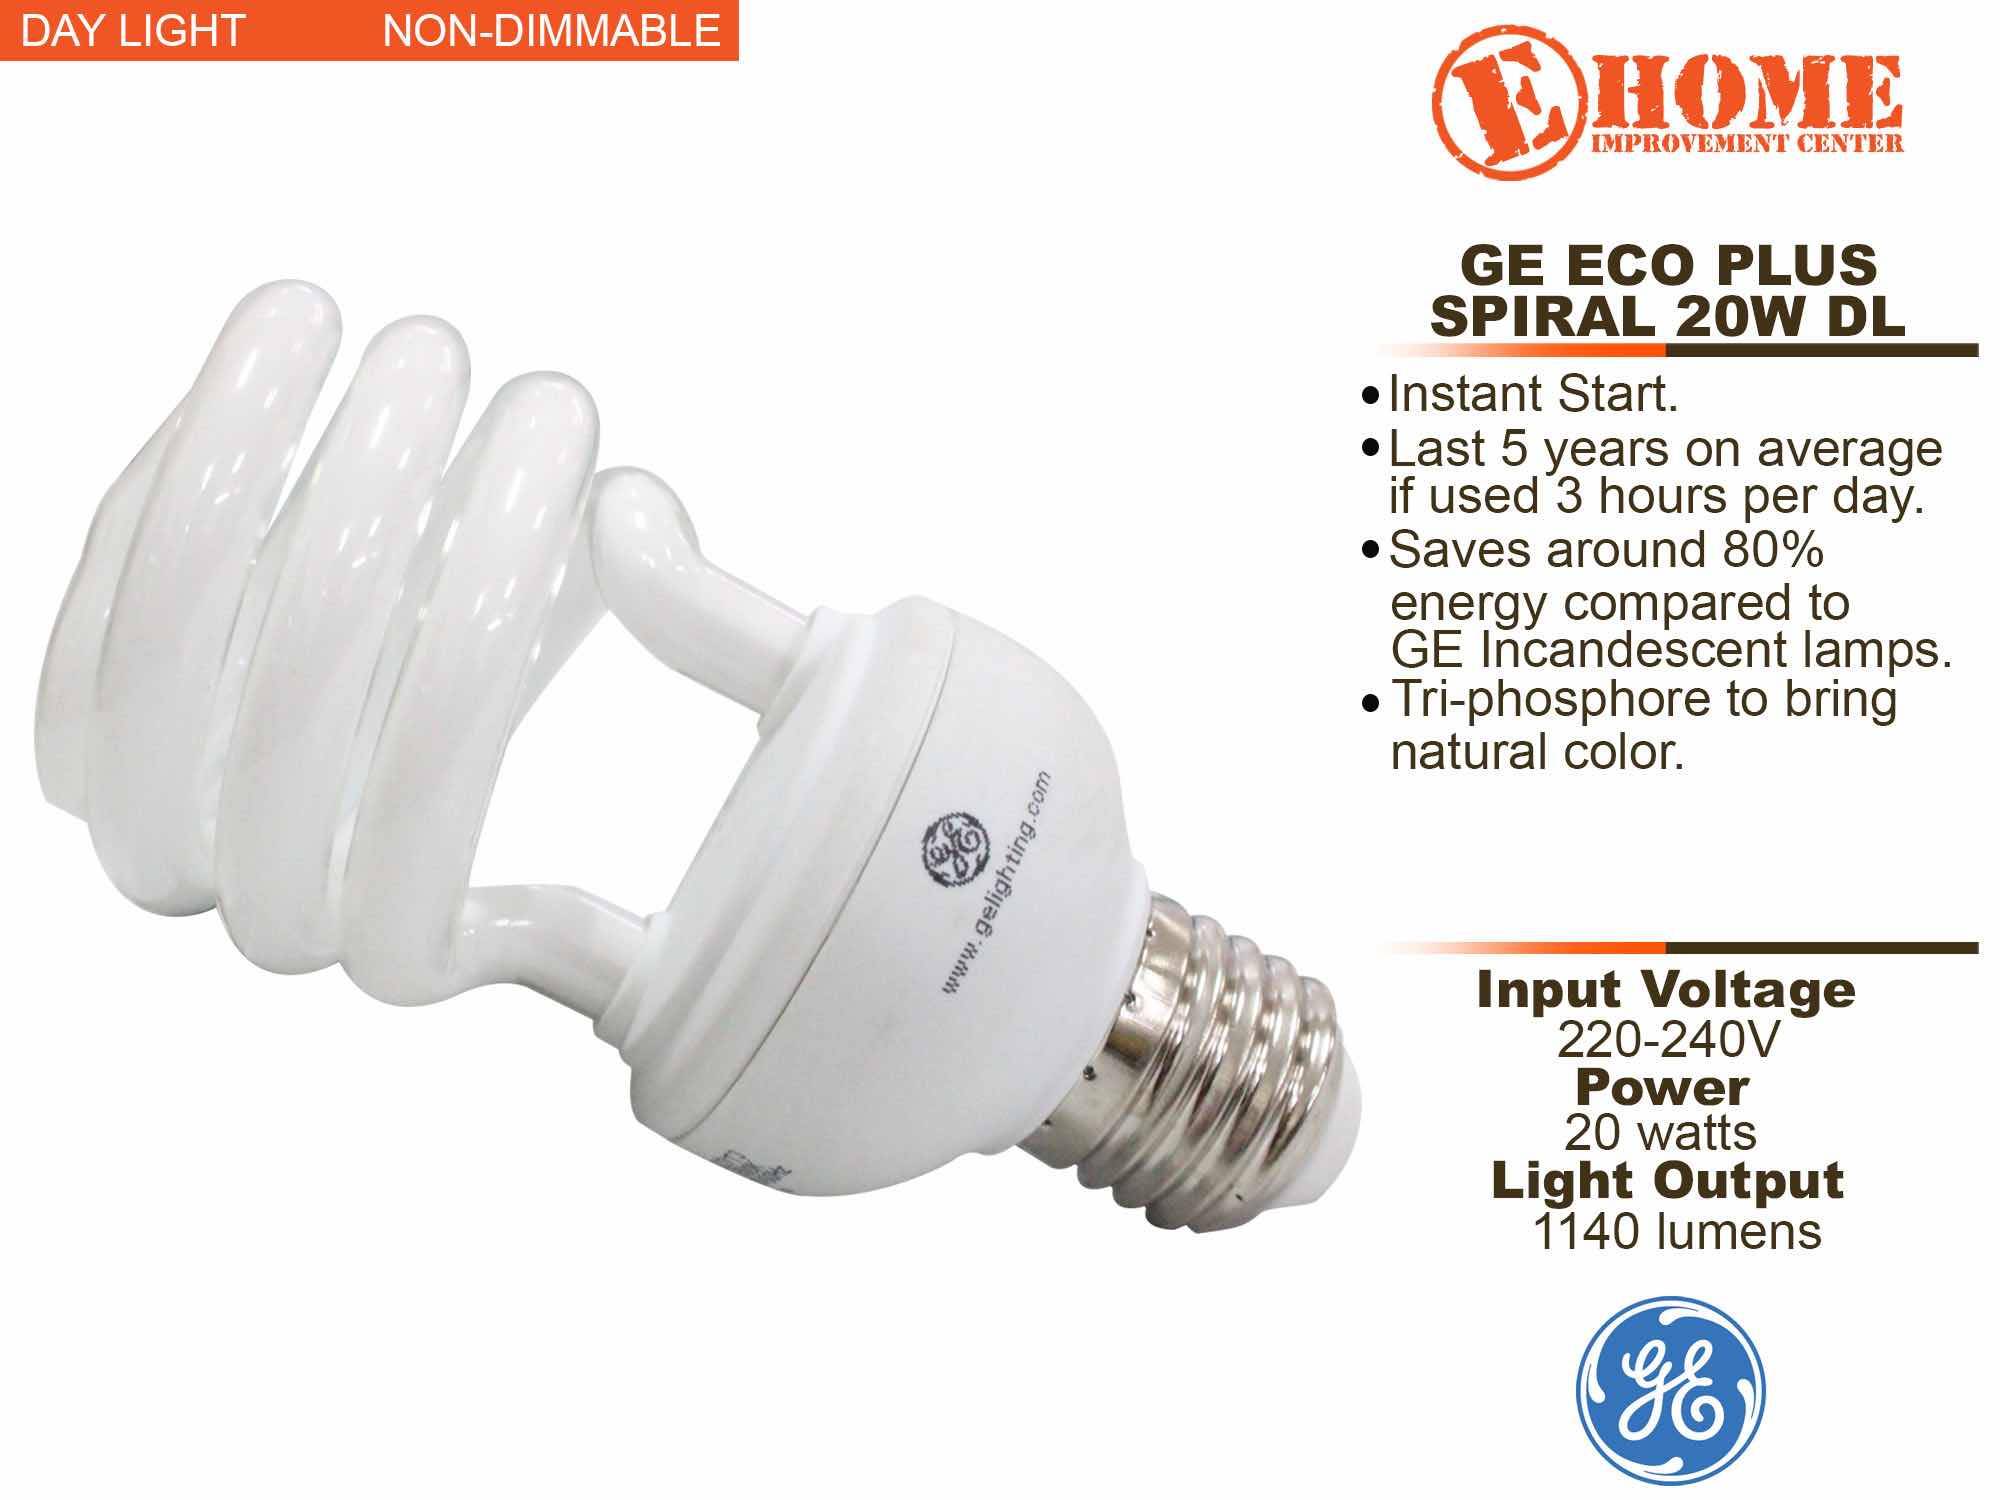 DAY LIGHT NON-DIMMABLE
E HOME
IMPROVEMENT CENTER
GE ECO PLUS
SPIRAL 20W DL
•Instant Start.
•Last 5 years on average
if used 3 hours per day.
•Saves around 80%
energy compared to
GE Incandescent lamps.
•Tri-phosphore to bring
natural color.
GE
www.gelighting.com
Input Voltage
220-240V
Power
20 watts
Light Output
1140 lumens
GE